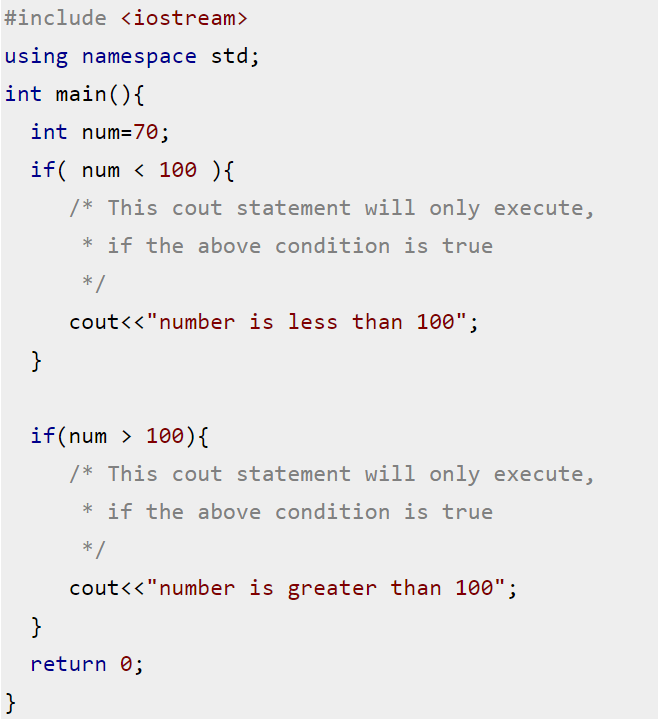 #include <iostream>
using namespace std;
int main(){
  int num=70;
  if( num < 100 ){
     /* This cout statement will only execute,
      * if the above condition is true
      */
     cout<<"number is less than 100";
  }

  if(num > 100){
     /* This cout statement will only execute,
      * if the above condition is true
      */
     cout<<"number is greater than 100";
  }
  return 0;
}